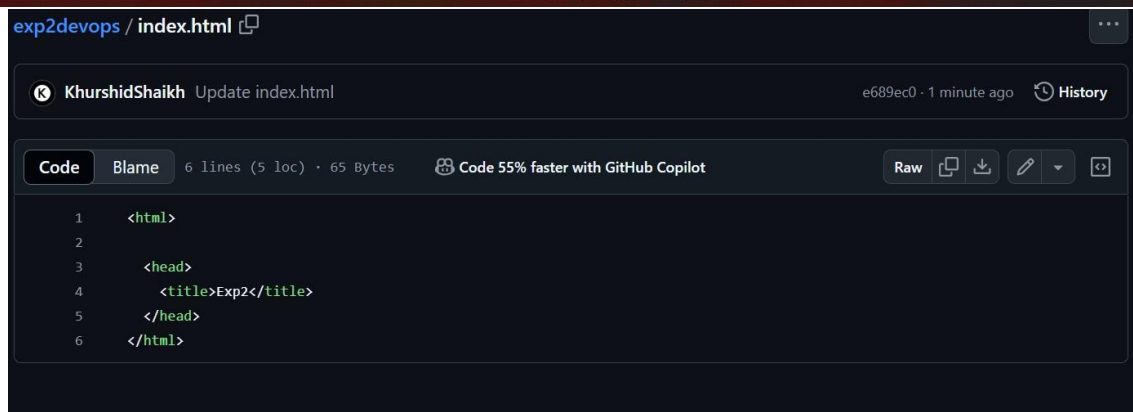 exp2devops / index.html
...
K KhurshidShaikh Update index.html e689ec0 · 1 minute ago History
Code Blame 6 lines (5 loc) · 65 Bytes Code 55% faster with GitHub Copilot Raw
1 <html>
2
3 <head>
4 <title>Exp2</title>
5 </head>
6 </html>